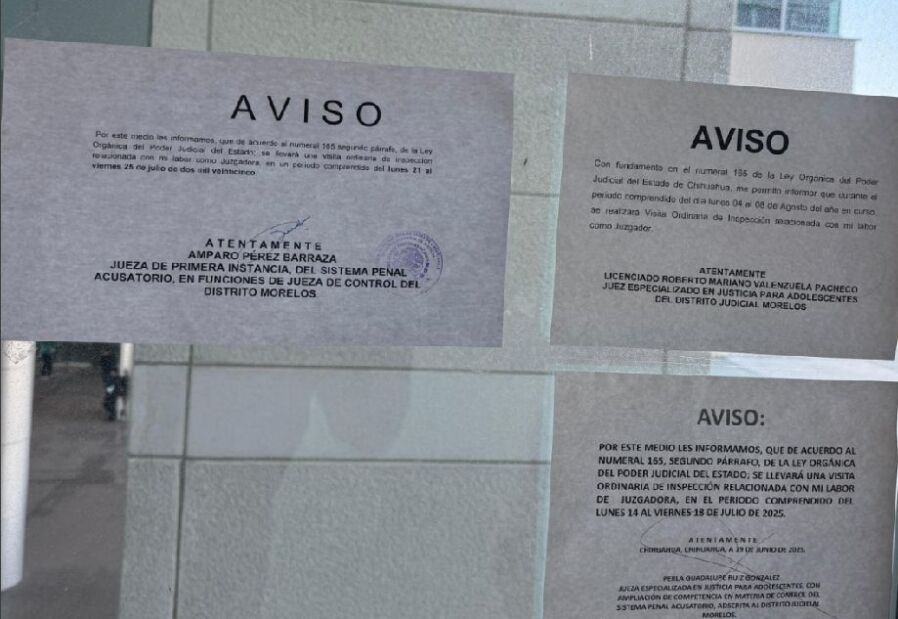 AVISO
Por este medio les informamos, que de acuerdo al numeral 165 segundo párrafo, de la Ley
Orgánica del Poder Judicial del Estado; se llevará una visita ordinaria de inspección
relacionada con mi labor como Juzgadora, en un periodo comprendido del lunes 21 al
viernes 25 de julio de dos mil veinticinco.
ATENTAMENTE
AMPARO PÉREZ BARRAZA
JUEZA DE PRIMERA INSTANCIA, DEL SISTEMA PENAL
ACUSATORIO, EN FUNCIONES DE JUEZA DE CONTROL DEL
DISTRITO MORELOS
AVISO
Con fundamento en el numeral 165 de la Ley Orgánica del Poder
Judicial del Estado de Chihuahua, me permito informar que durante el
periodo comprendido del día lunes 04 al 08 de Agosto del año en curso,
se realizará Visita Ordinaria de Inspección relacionada con mi labor
como Juzgador.
ATENTAMENTE
LICENCIADO ROBERTO MARIANO VALENZUELA PACHECO
JUEZ ESPECIALIZADO EN JUSTICIA PARA ADOLESCENTES
DEL DISTRITO JUDICIAL MORELOS
AVISO:
POR ESTE MEDIO LES INFORMAMOS, QUE DE ACUERDO AL
NUMERAL 165, SEGUNDO PÁRRAFO, DE LA LEY ORGÁNICA
DEL PODER JUDICIAL DEL ESTADO; SE LLEVARÁ UNA VISITA
ORDINARIA DE INSPECCIÓN RELACIONADA CON MI LABOR
DE JUZGADORA, EN EL PERIODO COMPRENDIDO DEL
LUNES 14 AL VIERNES 18 DE JULIO DE 2025.
ATENTAMENTE
CHIHUAHUA, CHIHUAHUA, A 19 DE JUNIO DE 2025.
PERLA GUADALUPE RUIZ GONZÁLEZ
JUEZA ESPECIALIZADA EN JUSTICIA PARA ADOLESCENTES, CON
AMPLIACIÓN DE COMPETENCIA EN MATERIA DE CONTROL DEL
SISTEMA PENAL ACUSATORIO, ADSCRITA AL DISTRITO JUDICIAL
MORELOS.